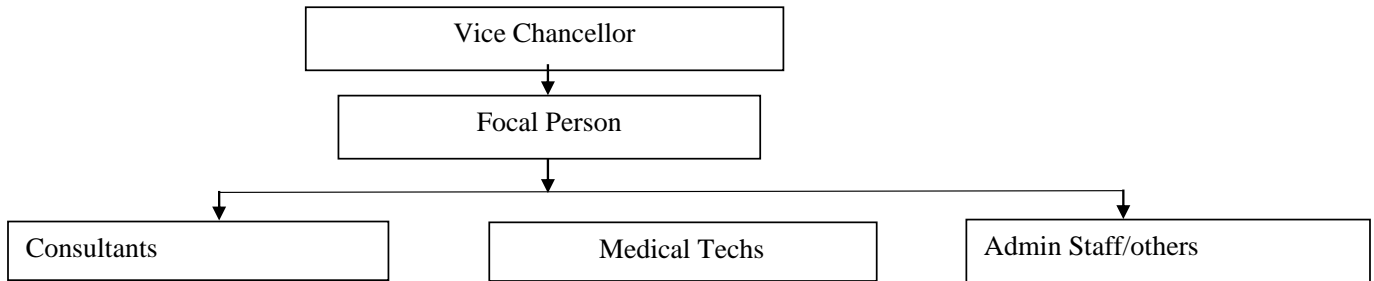 Vice Chancellor
Focal Person
Consultants
Medical Techs
Admin Staff/others